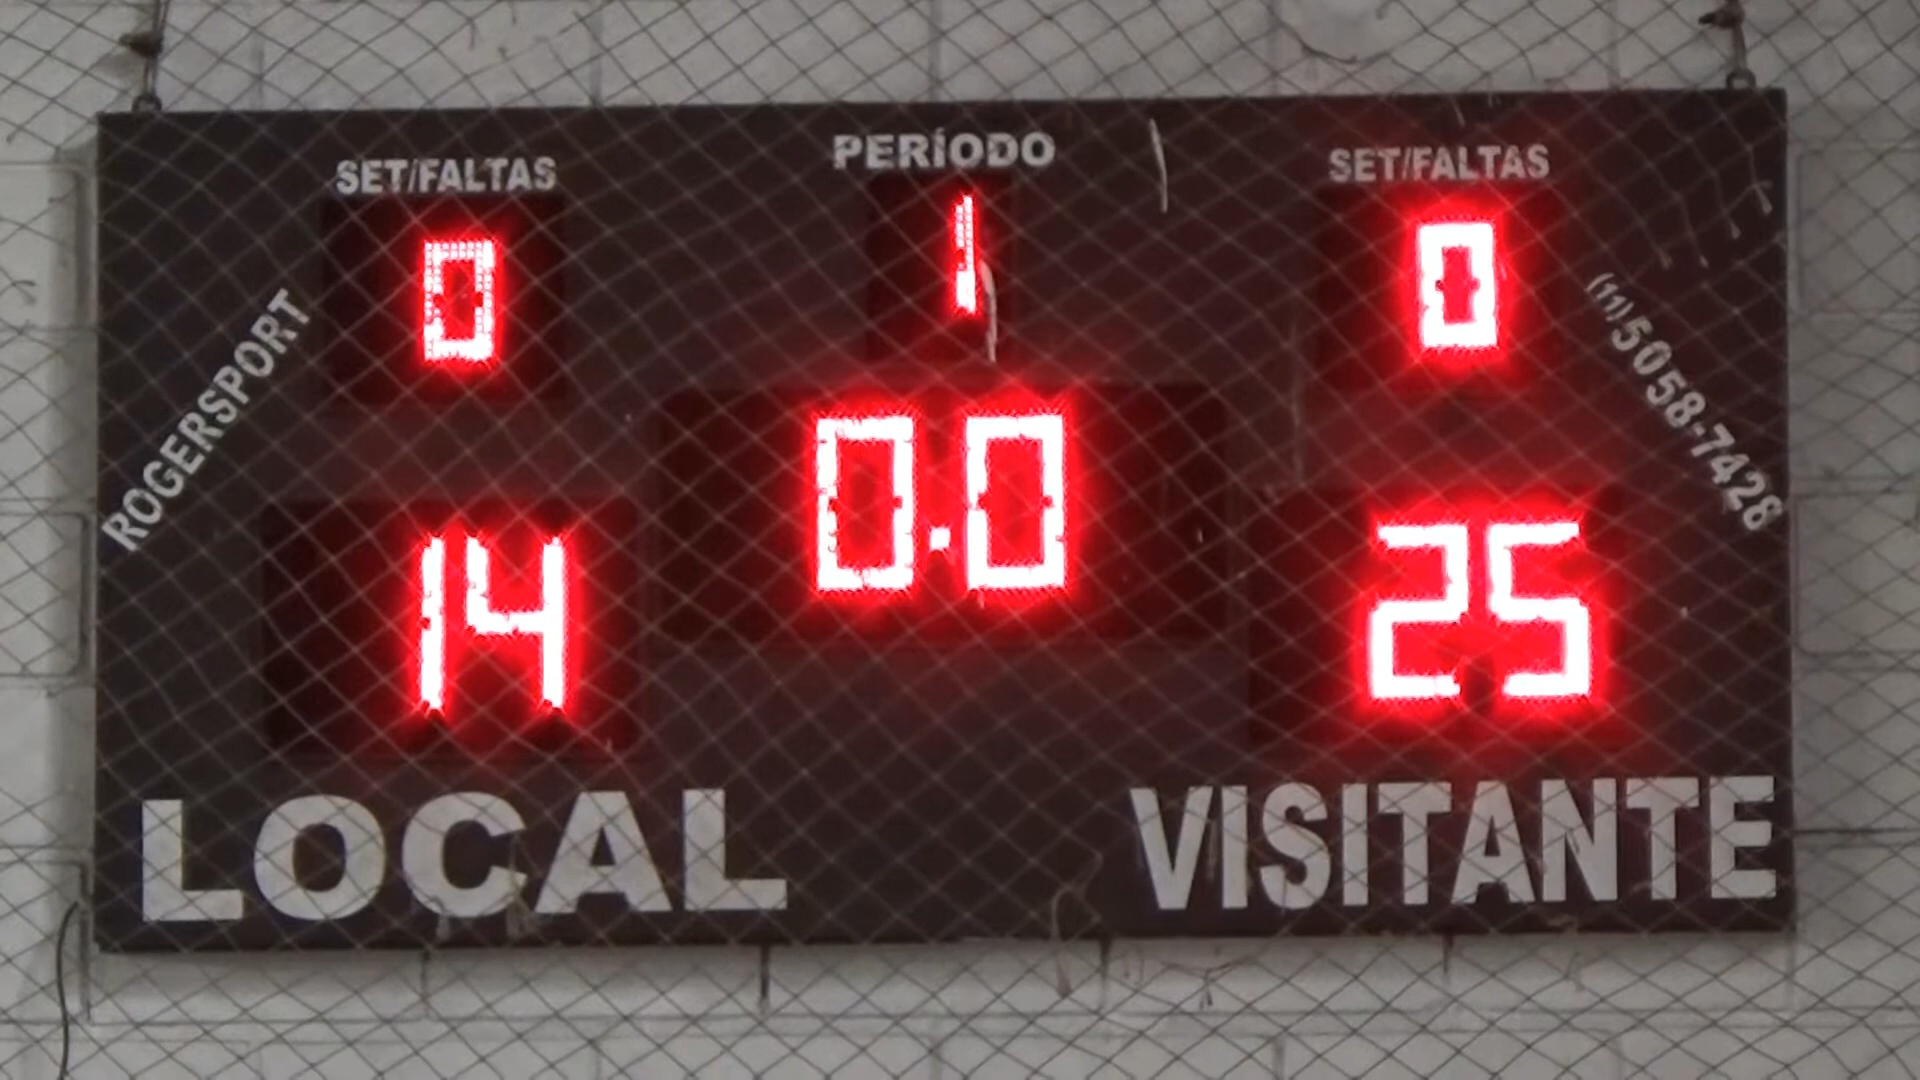 PERÍODO
SET/FALTAS
SET/FALTAS
1
0
0
ROGERSPORT
(11) 5058-7428
0.0
14
25
LOCAL
VISITANTE